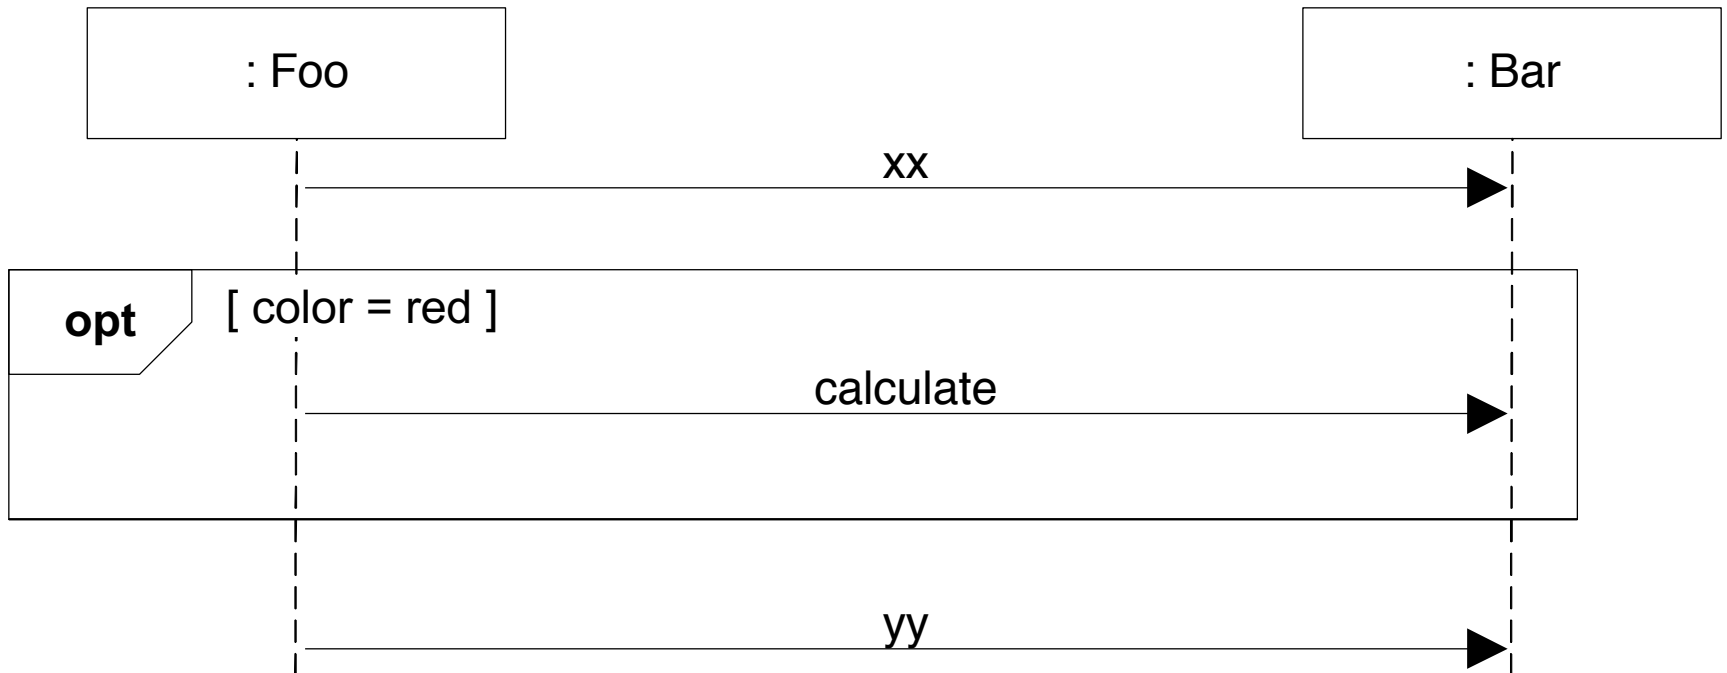 : Foo
: Bar
xx
opt
[ color = red ]
calculate
yy